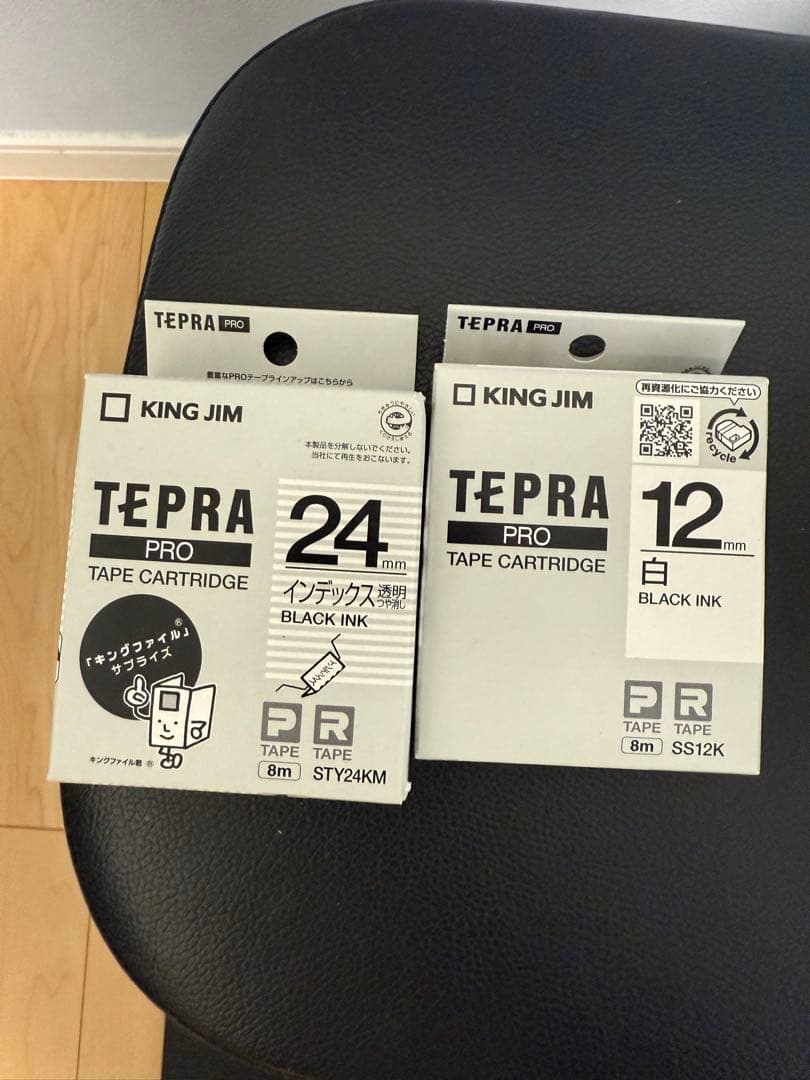 TEPRA PRO
豊富なPROテープラインアップはこちらから
KING JIM
本製品を分解しないでください。
当社にて再生をおこないます。
TEPRA
PRO
TAPE CARTRIDGE
24mm
インデックス 透明
つや消し
BLACK INK
「キングファイル」®
サプライズ
キングファイル君®
P R
TAPE TAPE
8m STY24KM
TEPRA PRO
KING JIM
再資源化にご協力ください
recycle
TEPRA
PRO
TAPE CARTRIDGE
12mm
白
BLACK INK
P R
TAPE TAPE
8m SS12K